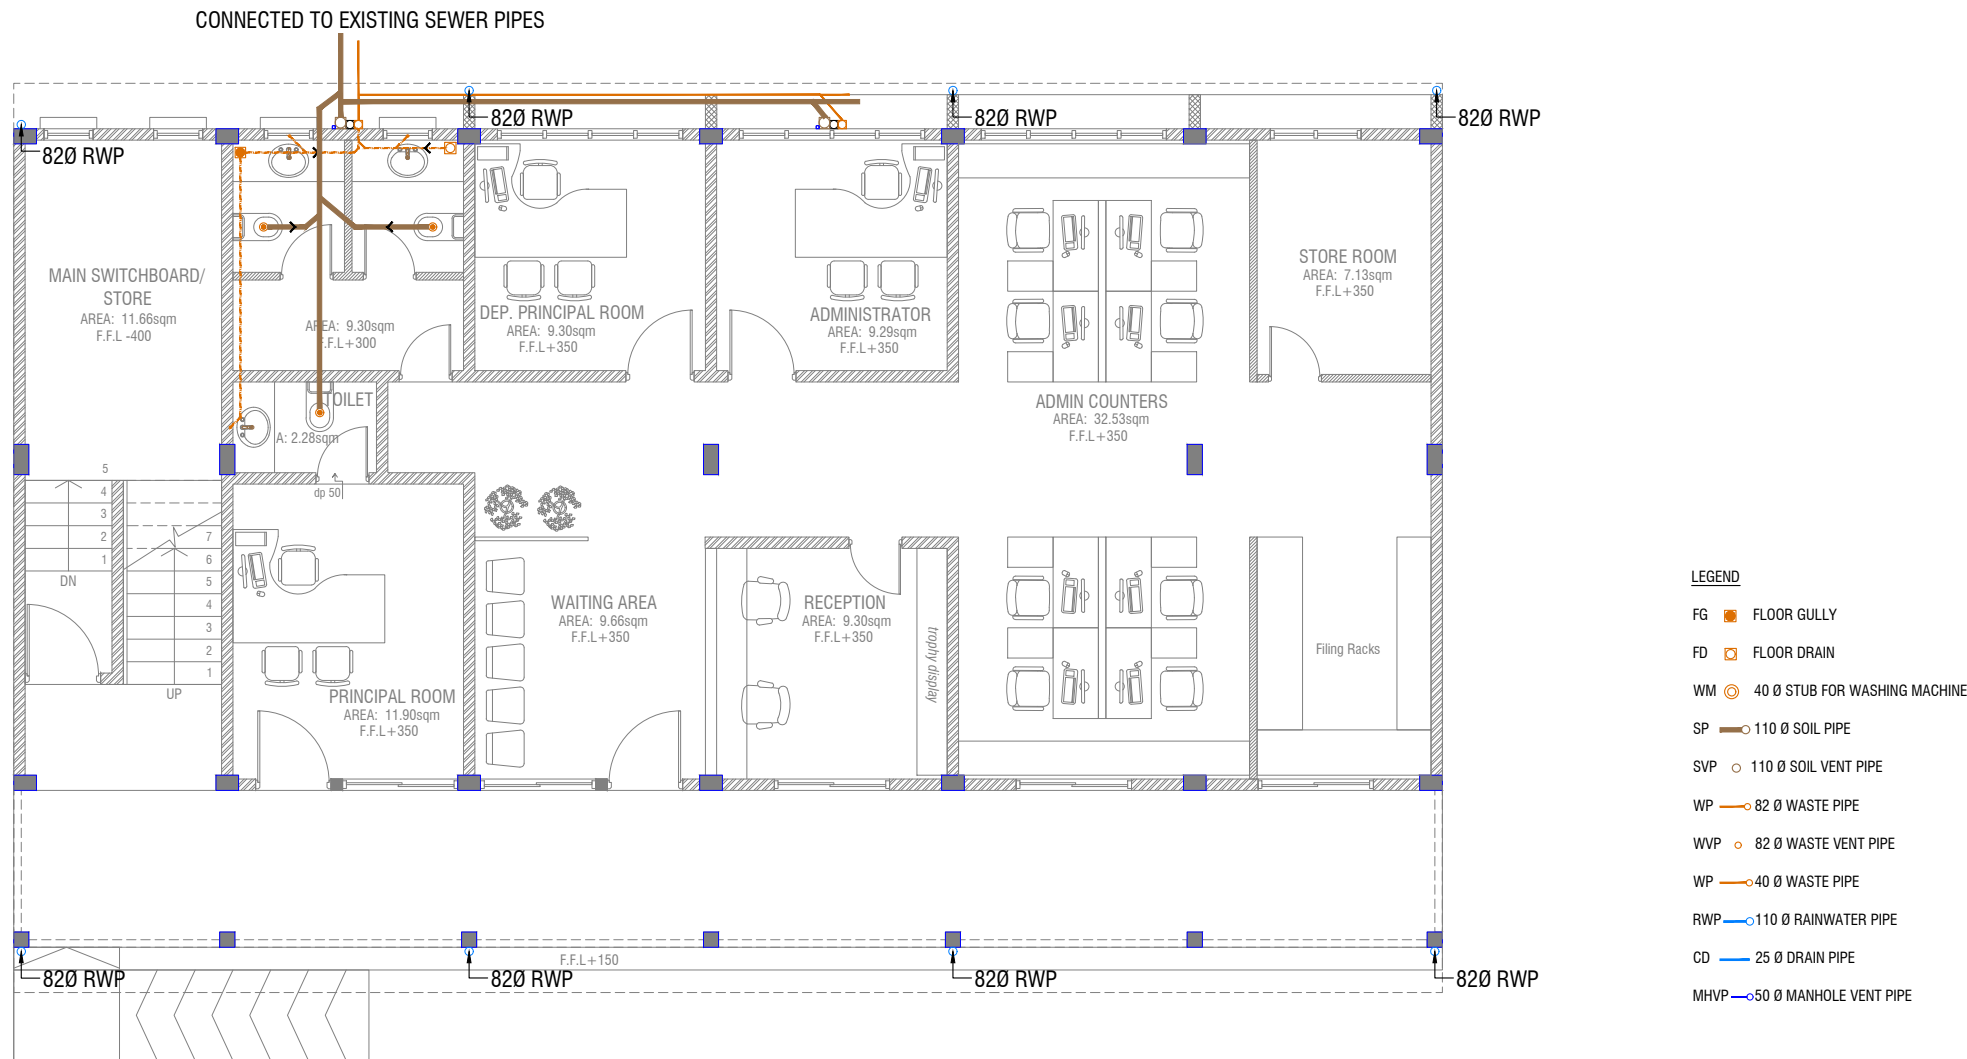 CONNECTED TO EXISTING SEWER PIPES
82Ø RWP
82Ø RWP
82Ø RWP
82Ø RWP
MAIN SWITCHBOARD/
STORE
AREA: 11.66sqm
F.F.L -400
AREA: 9.30sqm
F.F.L+300
DEP. PRINCIPAL ROOM
AREA: 9.30sqm
F.F.L+350
ADMINISTRATOR
AREA: 9.29sqm
F.F.L+350
STORE ROOM
AREA: 7.13sqm
F.F.L+350
TOILET
A: 2.28sqm
dp 50
ADMIN COUNTERS
AREA: 32.53sqm
F.F.L+350
5
4
3
2
1
DN
7
6
5
4
3
2
1
UP
PRINCIPAL ROOM
AREA: 11.90sqm
F.F.L+350
WAITING AREA
AREA: 9.66sqm
F.F.L+350
RECEPTION
AREA: 9.30sqm
F.F.L+350
trophy display
Filing Racks
F.F.L+150
82Ø RWP
82Ø RWP
82Ø RWP
82Ø RWP
LEGEND
FG FLOOR GULLY
FD FLOOR DRAIN
WM 40 Ø STUB FOR WASHING MACHINE
SP 110 Ø SOIL PIPE
SVP 110 Ø SOIL VENT PIPE
WP 82 Ø WASTE PIPE
WVP 82 Ø WASTE VENT PIPE
WP 40 Ø WASTE PIPE
RWP 110 Ø RAINWATER PIPE
CD 25 Ø DRAIN PIPE
MHVP 50 Ø MANHOLE VENT PIPE